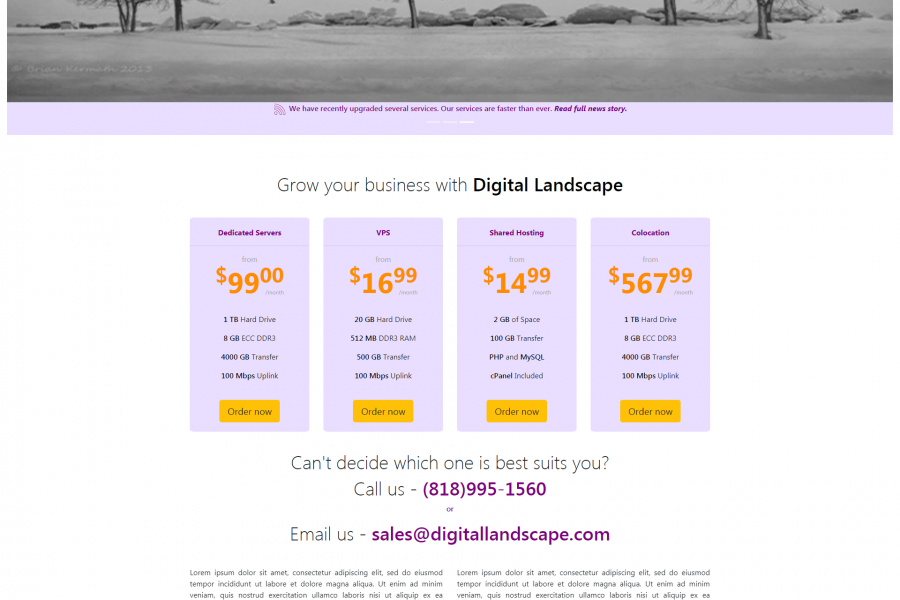 © Brian Kermath 2013
We have recently upgraded several services. Our services are faster than ever. Read full news story.
Grow your business with Digital Landscape
Dedicated Servers
from
$99 00
/month
1 TB Hard Drive
8 GB ECC DDR3
4000 GB Transfer
100 Mbps Uplink
Order now
VPS
from
$16 99
/month
20 GB Hard Drive
512 MB DDR3 RAM
500 GB Transfer
100 Mbps Uplink
Order now
Shared Hosting
from
$14 99
/month
2 GB of Space
100 GB Transfer
PHP and MySQL
cPanel Included
Order now
Colocation
from
$567 99
/month
1 TB Hard Drive
8 GB ECC DDR3
4000 GB Transfer
100 Mbps Uplink
Order now
Can't decide which one is best suits you?
Call us - (818)995-1560
or
Email us - sales@digitallandscape.com
Lorem ipsum dolor sit amet, consectetur adipiscing elit, sed do eiusmod
tempor incididunt ut labore et dolore magna aliqua. Ut enim ad minim
veniam, quis nostrud exercitation ullamco laboris nisi ut aliquip ex ea
Lorem ipsum dolor sit amet, consectetur adipiscing elit, sed do eiusmod
tempor incididunt ut labore et dolore magna aliqua. Ut enim ad minim
veniam, quis nostrud exercitation ullamco laboris nisi ut aliquip ex ea